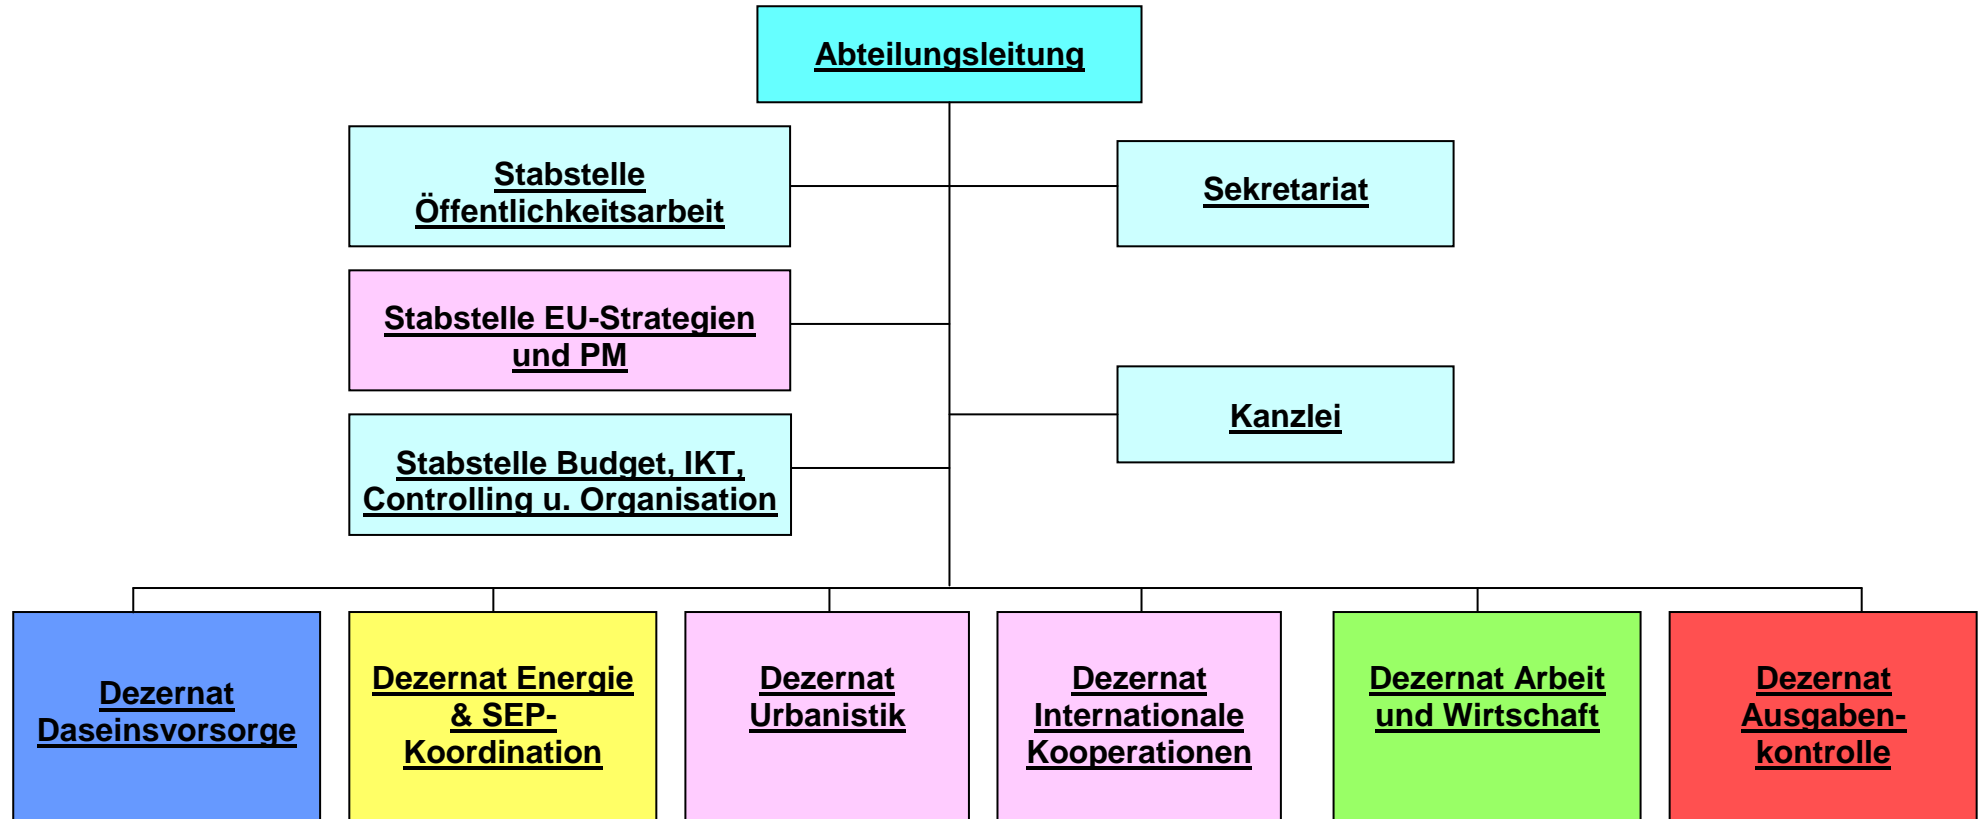 Abteilungsleitung
Stabstelle
Öffentlichkeitsarbeit
Sekretariat
Stabstelle EU-Strategien
und PM
Kanzlei
Stabstelle Budget, IKT,
Controlling u. Organisation
Dezernat
Daseinsvorsorge
Dezernat Energie
& SEP-
Koordination
Dezernat
Urbanistik
Dezernat
Internationale
Kooperationen
Dezernat Arbeit
und Wirtschaft
Dezernat
Ausgaben-
kontrolle